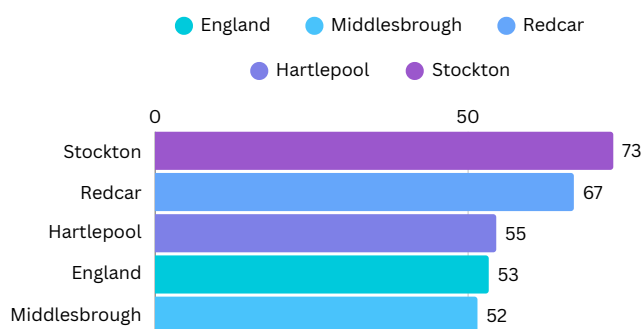 England Middlesbrough Redcar
Hartlepool Stockton
0 50
Stockton 73
Redcar 67
Hartlepool 55
England 53
Middlesbrough 52